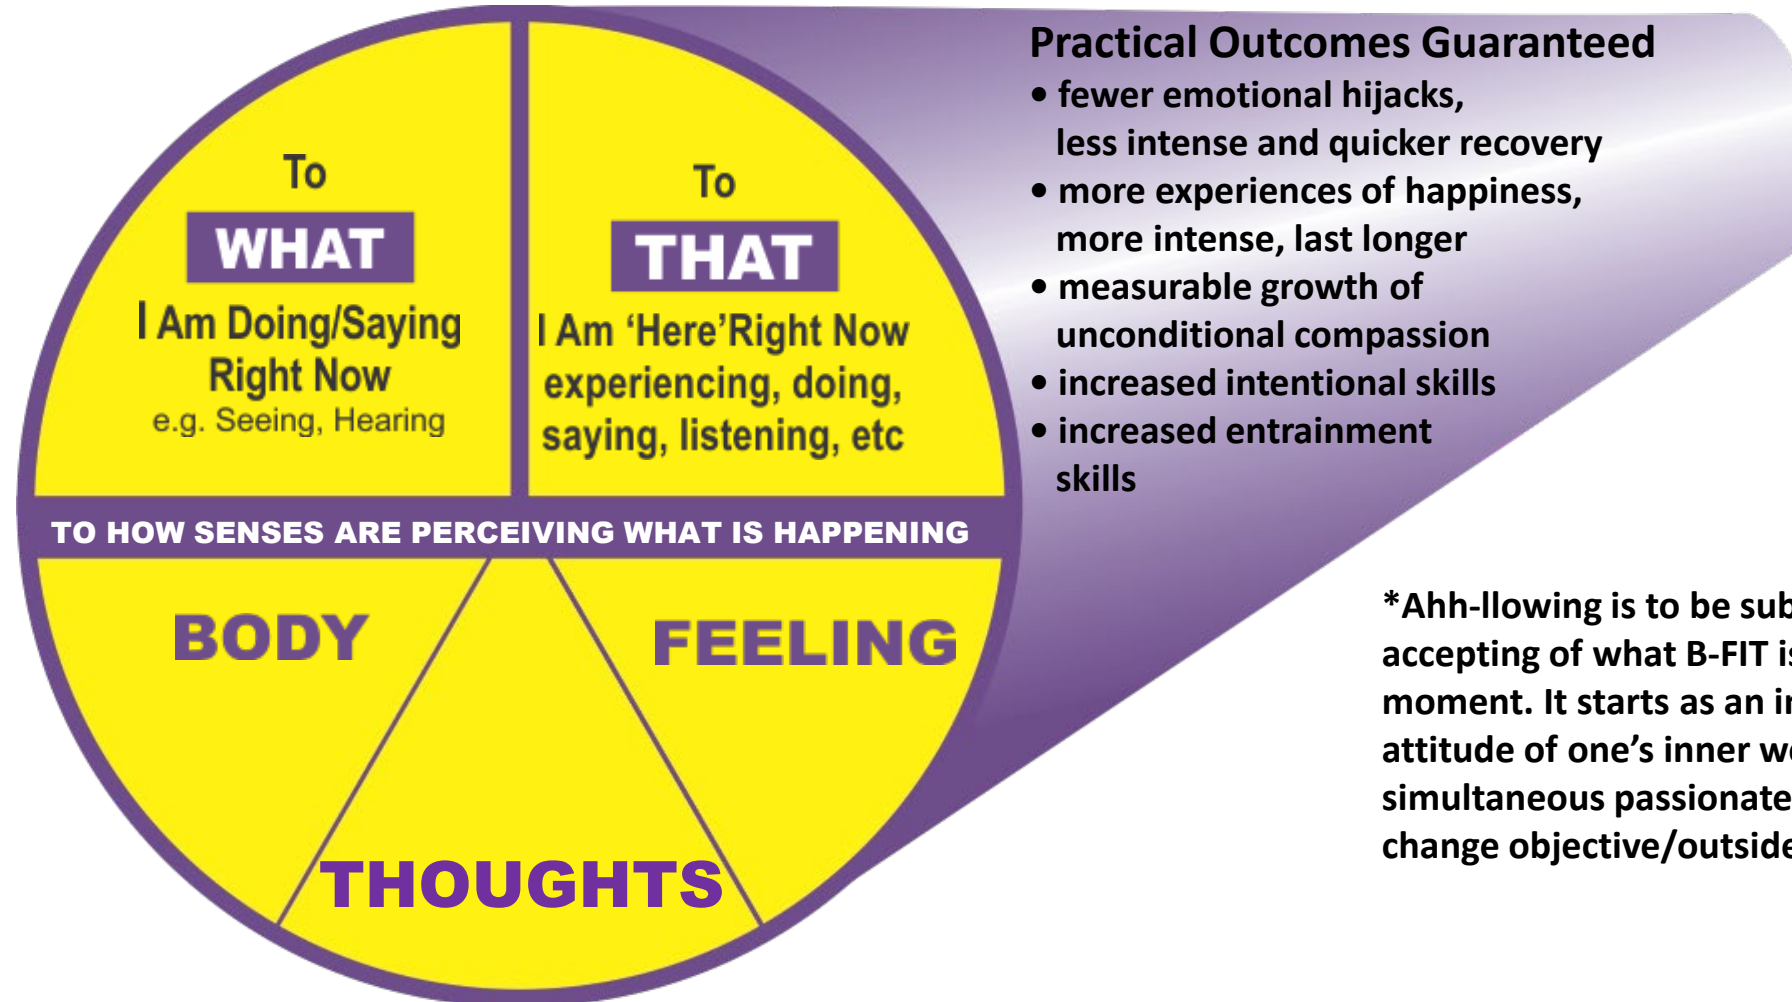 To
WHAT
I Am Doing/Saying
Right Now
e.g. Seeing, Hearing
To
THAT
I Am ‘Here’Right Now
experiencing, doing,
saying, listening, etc
TO HOW SENSES ARE PERCEIVING WHAT IS HAPPENING
BODY
FEELING
THOUGHTS
Practical Outcomes Guaranteed
• fewer emotional hijacks,
less intense and quicker recovery
• more experiences of happiness,
more intense, last longer
• measurable growth of
unconditional compassion
• increased intentional skills
• increased entrainment
skills
*Ahh-llowing is to be
accepting of what B-FIT
moment. It starts as an
attitude of one’s inner
simultaneous passionate
change objective/outside